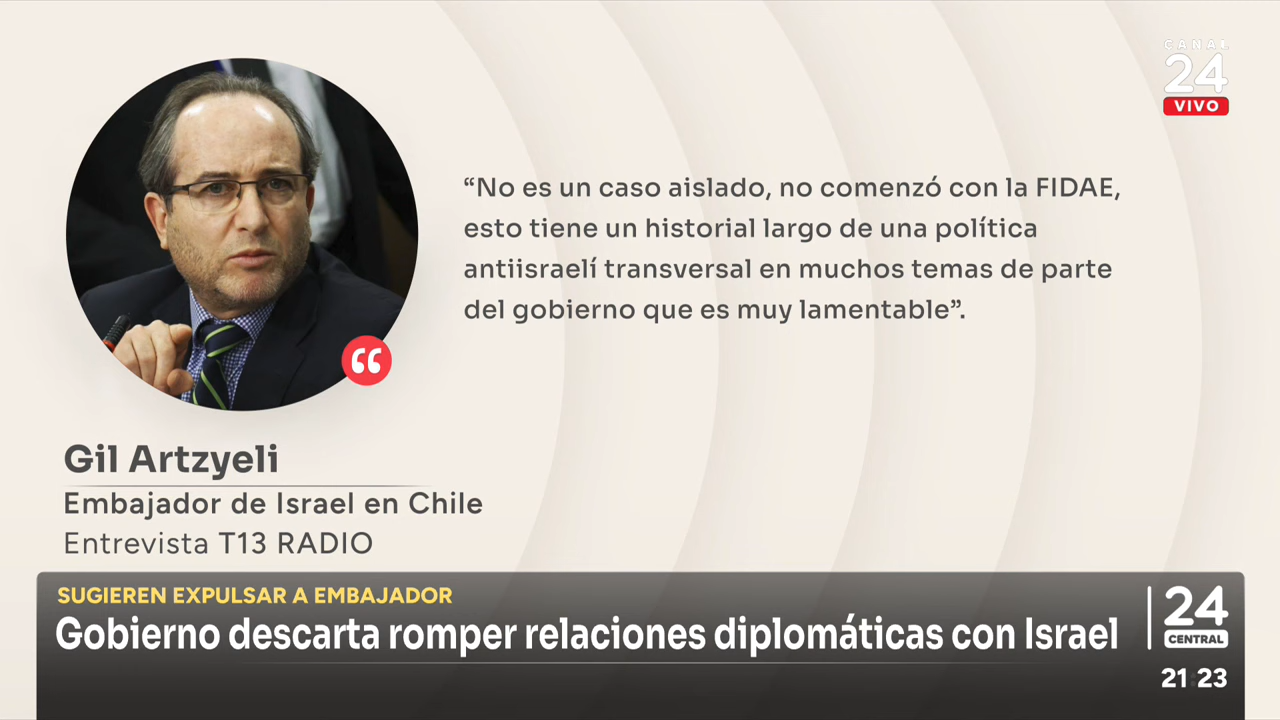 CANAL
24
VIVO
“No es un caso aislado, no comenzó con la FIDAE,
esto tiene un historial largo de una política
antiisraelí transversal en muchos temas de parte
del gobierno que es muy lamentable”.
Gil Artzyeli
Embajador de Israel en Chile
Entrevista T13 RADIO
SUGIEREN EXPULSAR A EMBAJADOR
Gobierno descarta romper relaciones diplomáticas con Israel
24
CENTRAL
21:23